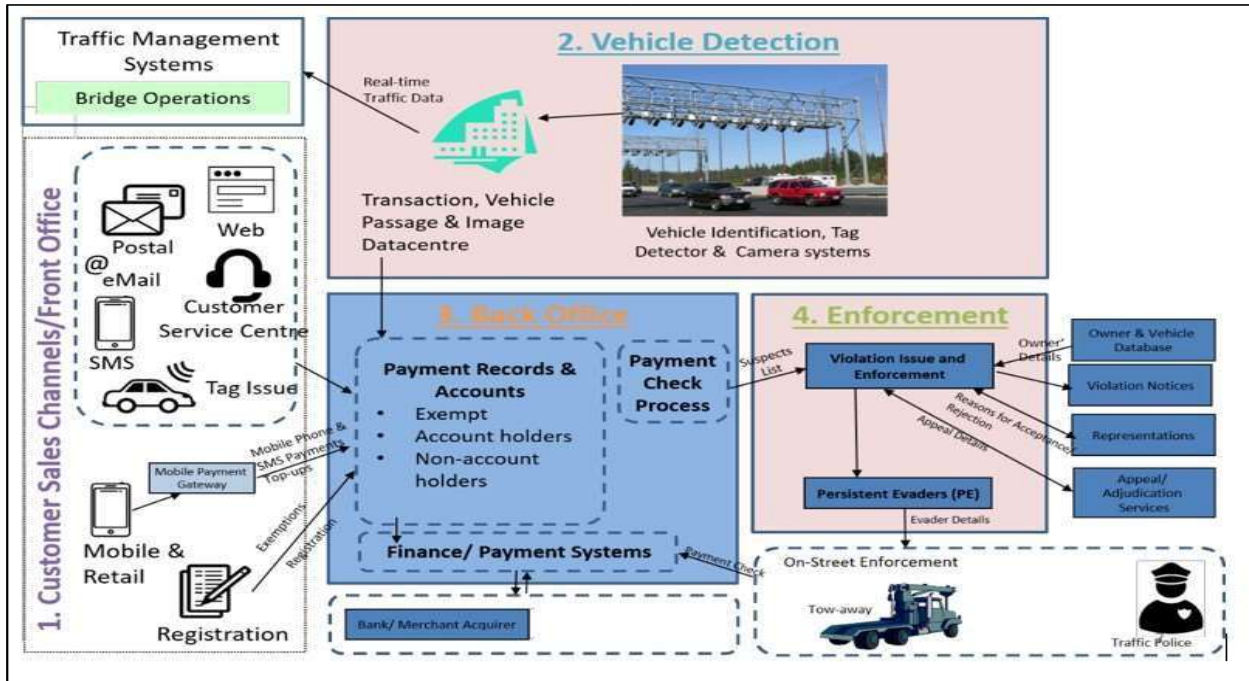 Traffic Management
Systems
Bridge Operations
1. Customer Sales Channels/Front Office
Postal
Web
@
eMail
Customer
Service Centre
SMS
Tag Issue
Mobile Payment
Gateway
Mobile Phone &
SMS Payments
Top-ups
Mobile &
Retail
Exemptions
Registration
Registration
2. Vehicle Detection
Real-time
Traffic Data
Transaction, Vehicle
Passage & Image
Datacentre
Vehicle Identification, Tag
Detector & Camera systems
3. Back Office
Payment Records &
Accounts
• Exempt
• Account holders
• Non-account
holders
Payment
Check
Process
Finance/ Payment Systems
Bank/ Merchant Acquirer
Suspects
List
4. Enforcement
Violation Issue and
Enforcement
Owner'
Details
Owner & Vehicle
Database
Violation Notices
Reasons for Acceptance/
Rejection
Representations
Appeal Details
Appeal/
Adjudication
Services
Persistent Evaders (PE)
Evader Details
Payment Check
On-Street Enforcement
Tow-away
Traffic Police